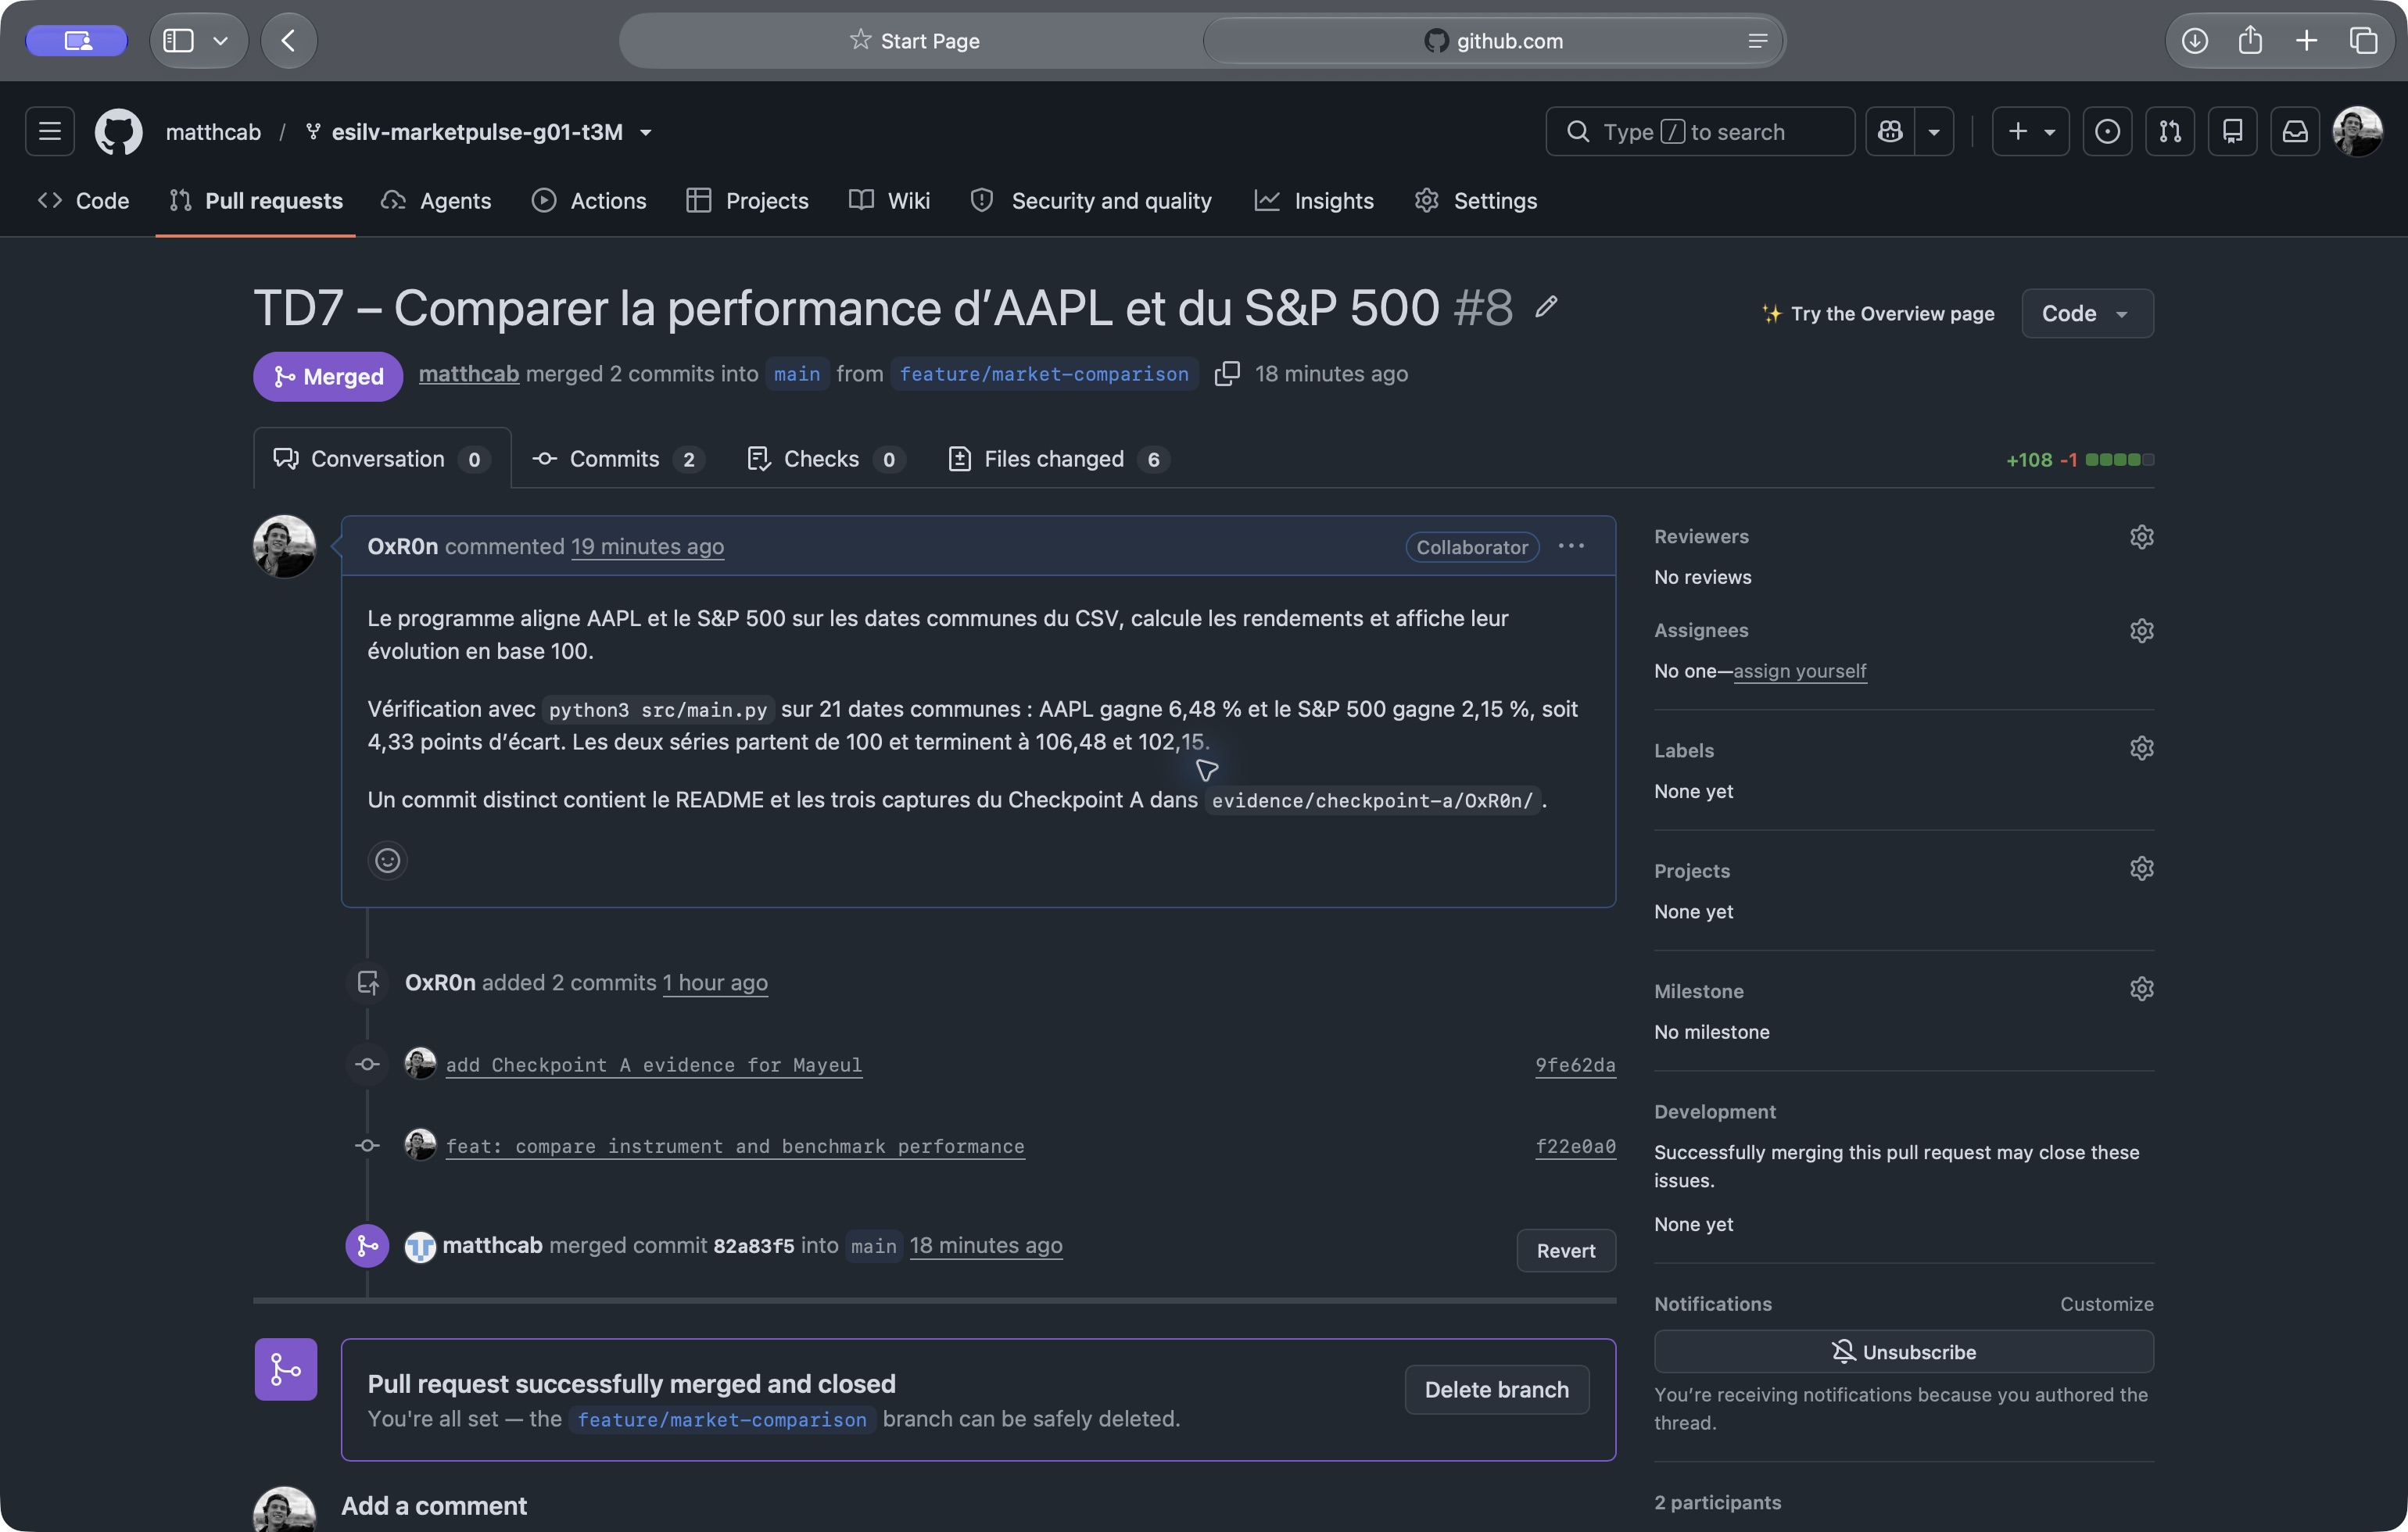 Start Page
github.com
matthcab / esilv-marketpulse-g01-t3M
Type / to search
Code
Pull requests
Agents
Actions
Projects
Wiki
Security and quality
Insights
Settings
TD7 – Comparer la performance d’AAPL et du S&P 500 #8
Try the Overview page
Code
Merged
matthcab merged 2 commits into main from feature/market-comparison 18 minutes ago
Conversation 0
Commits 2
Checks 0
Files changed 6
+108 -1
OxR0n commented 19 minutes ago
Collaborator
Le programme aligne AAPL et le S&P 500 sur les dates communes du CSV, calcule les rendements et affiche leur
évolution en base 100.
Vérification avec python3 src/main.py sur 21 dates communes : AAPL gagne 6,48 % et le S&P 500 gagne 2,15 %, soit
4,33 points d’écart. Les deux séries partent de 100 et terminent à 106,48 et 102,15.
Un commit distinct contient le README et les trois captures du Checkpoint A dans evidence/checkpoint-a/OxR0n/ .
OxR0n added 2 commits 1 hour ago
add Checkpoint A evidence for Mayeul
9fe62da
feat: compare instrument and benchmark performance
f22e0a0
matthcab merged commit 82a83f5 into main 18 minutes ago
Revert
Pull request successfully merged and closed
You're all set — the feature/market-comparison branch can be safely deleted.
Delete branch
Add a comment
Reviewers
No reviews
Assignees
No one—assign yourself
Labels
None yet
Projects
None yet
Milestone
No milestone
Development
Successfully merging this pull request may close these
issues.
None yet
Notifications
Customize
Unsubscribe
You’re receiving notifications because you authored the
thread.
2 participants